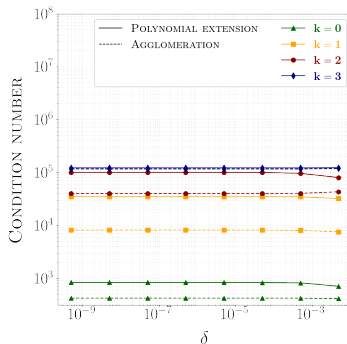 10^8
10^7
10^6
10^5
10^4
10^3
Condition number
Polynomial extension
Agglomeration
k = 0
k = 1
k = 2
k = 3
10^−9
10^−7
10^−5
10^−3
δ